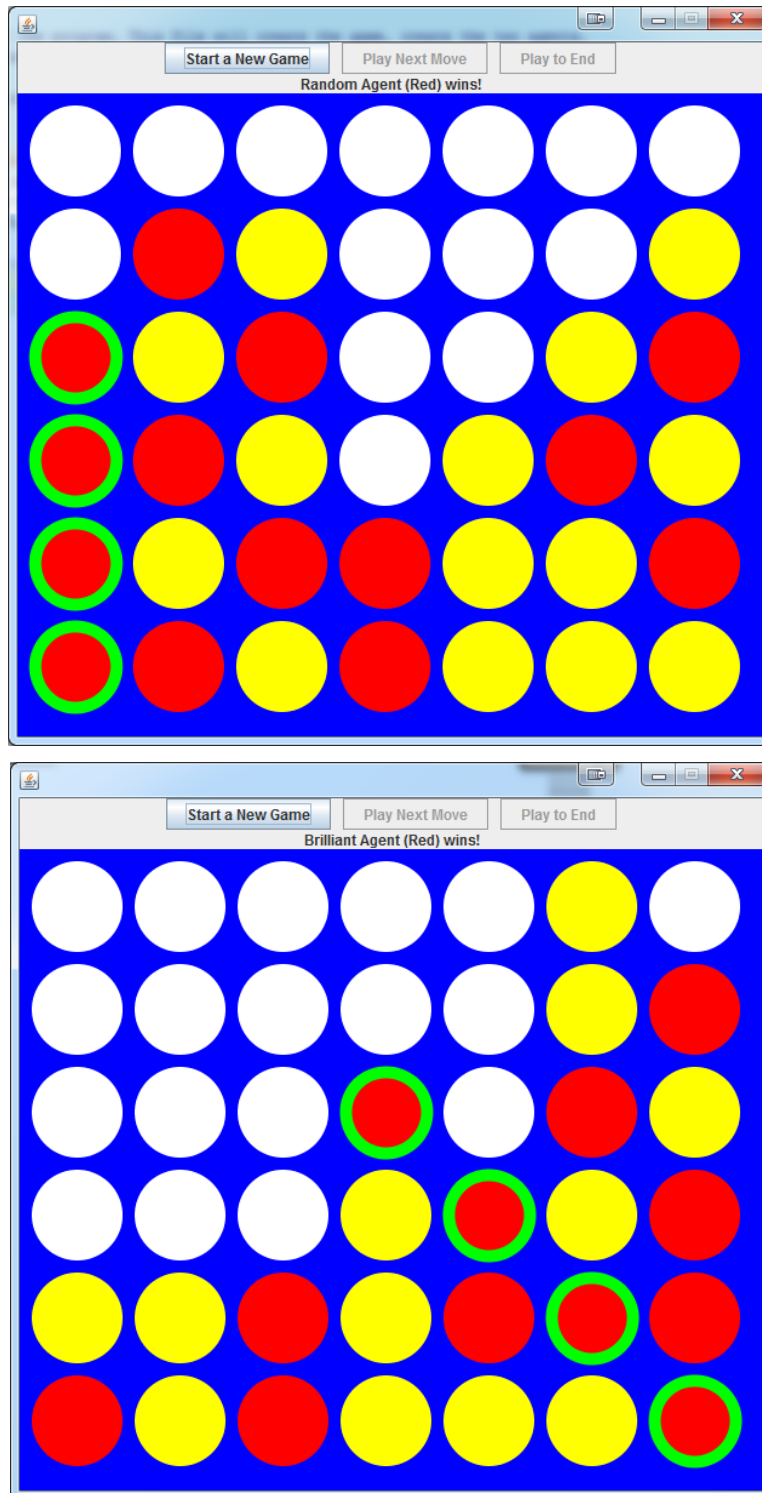 Start a New Game Play Next Move Play to End
Random Agent (Red) wins!
Start a New Game Play Next Move Play to End
Brilliant Agent (Red) wins!